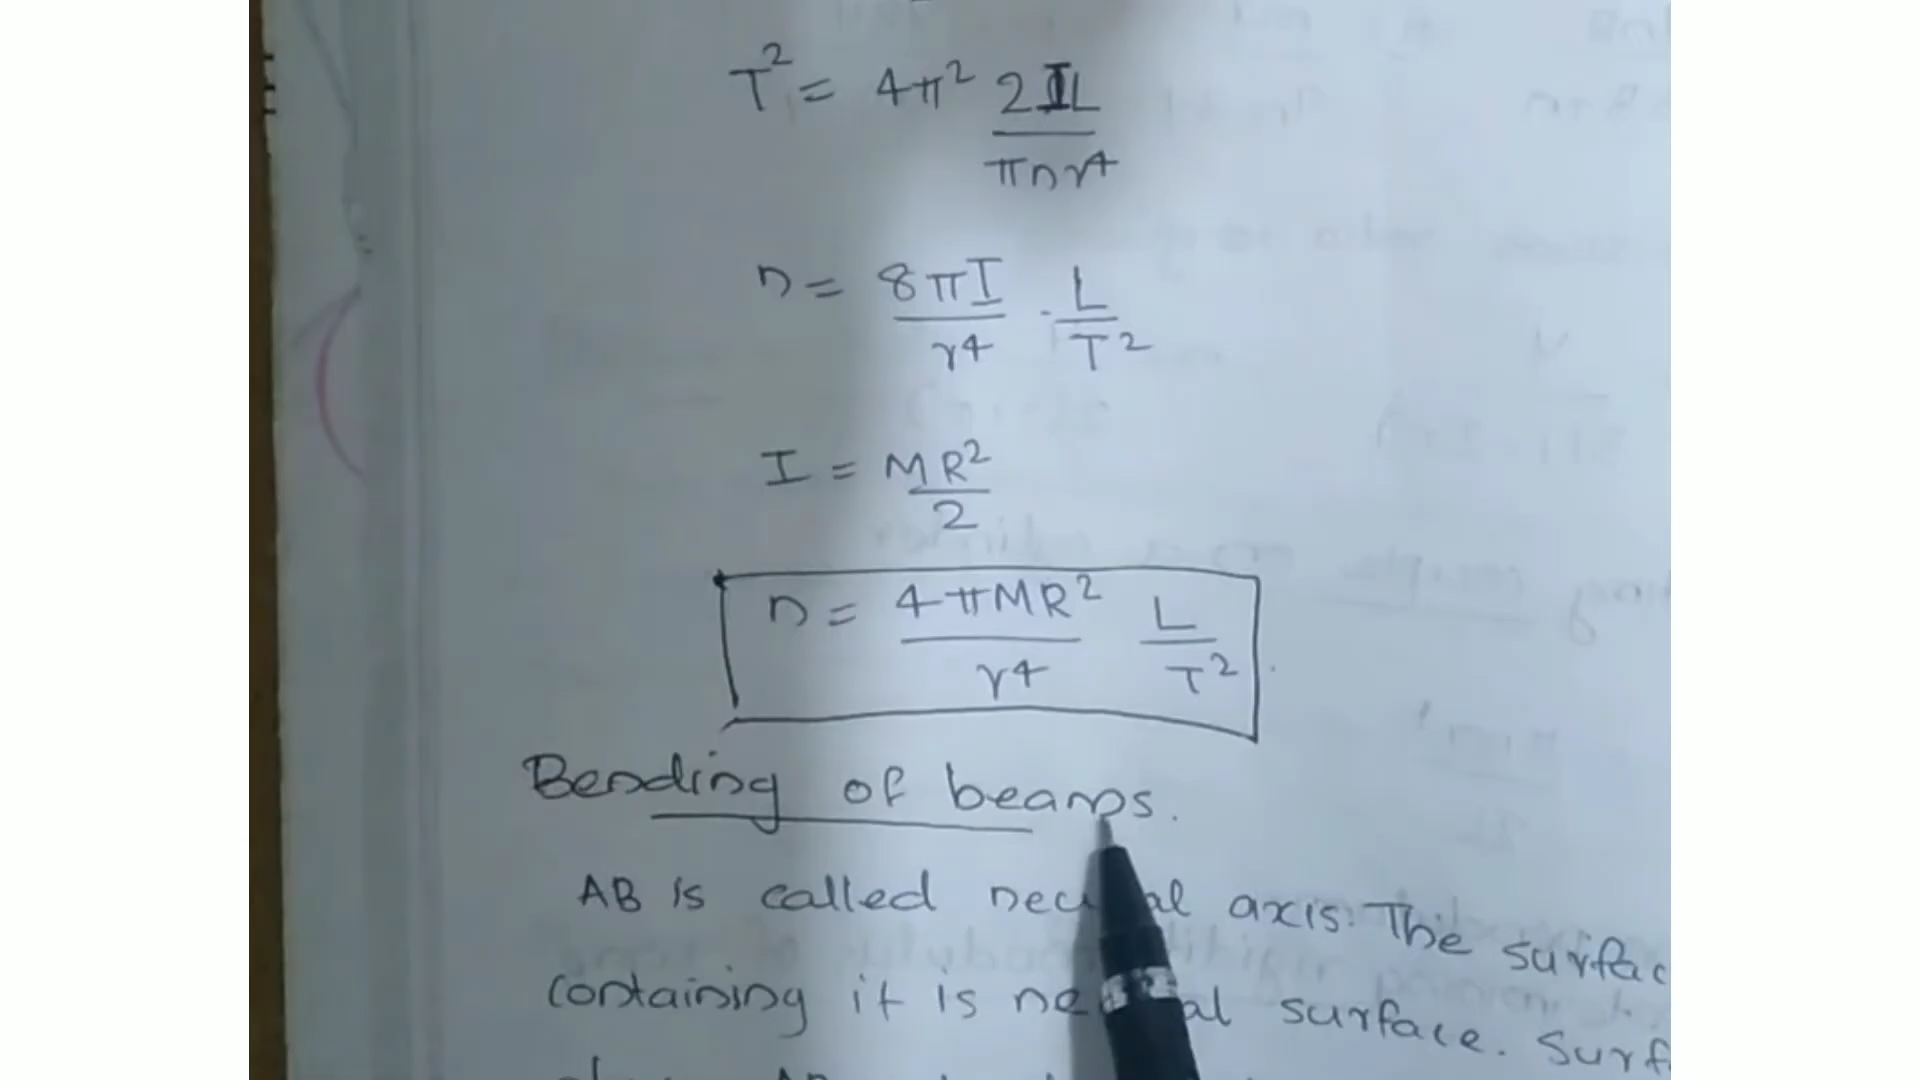 T² = 4π² 2IL / πnr⁴
n = 8πI / r⁴ · L / T²
I = MR² / 2
n = 4πMR² / r⁴ L / T²
Bending of beams.
AB is called axis. The surfac
containing it is surface. Surf